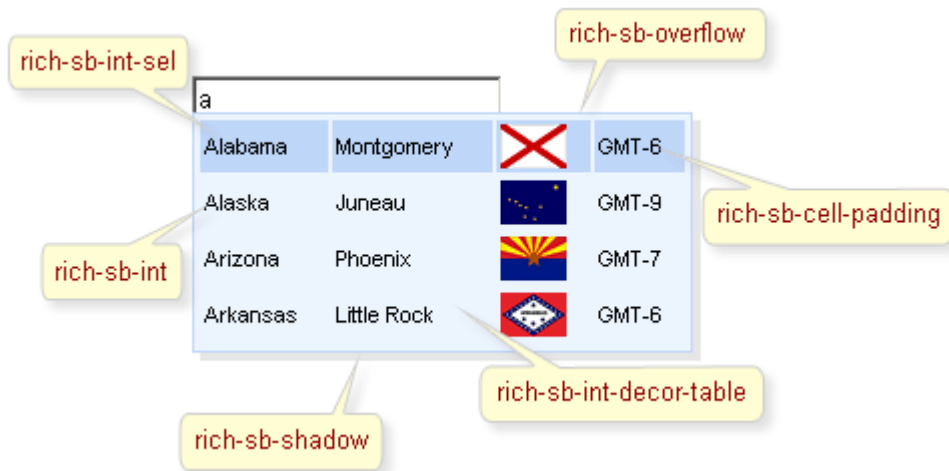 rich-sb-overflow
rich-sb-int-sel
a
Alabama Montgomery GMT-6
Alaska Juneau GMT-9
rich-sb-cell-padding
rich-sb-int
Arizona Phoenix GMT-7
Arkansas Little Rock GMT-6
rich-sb-int-decor-table
rich-sb-shadow